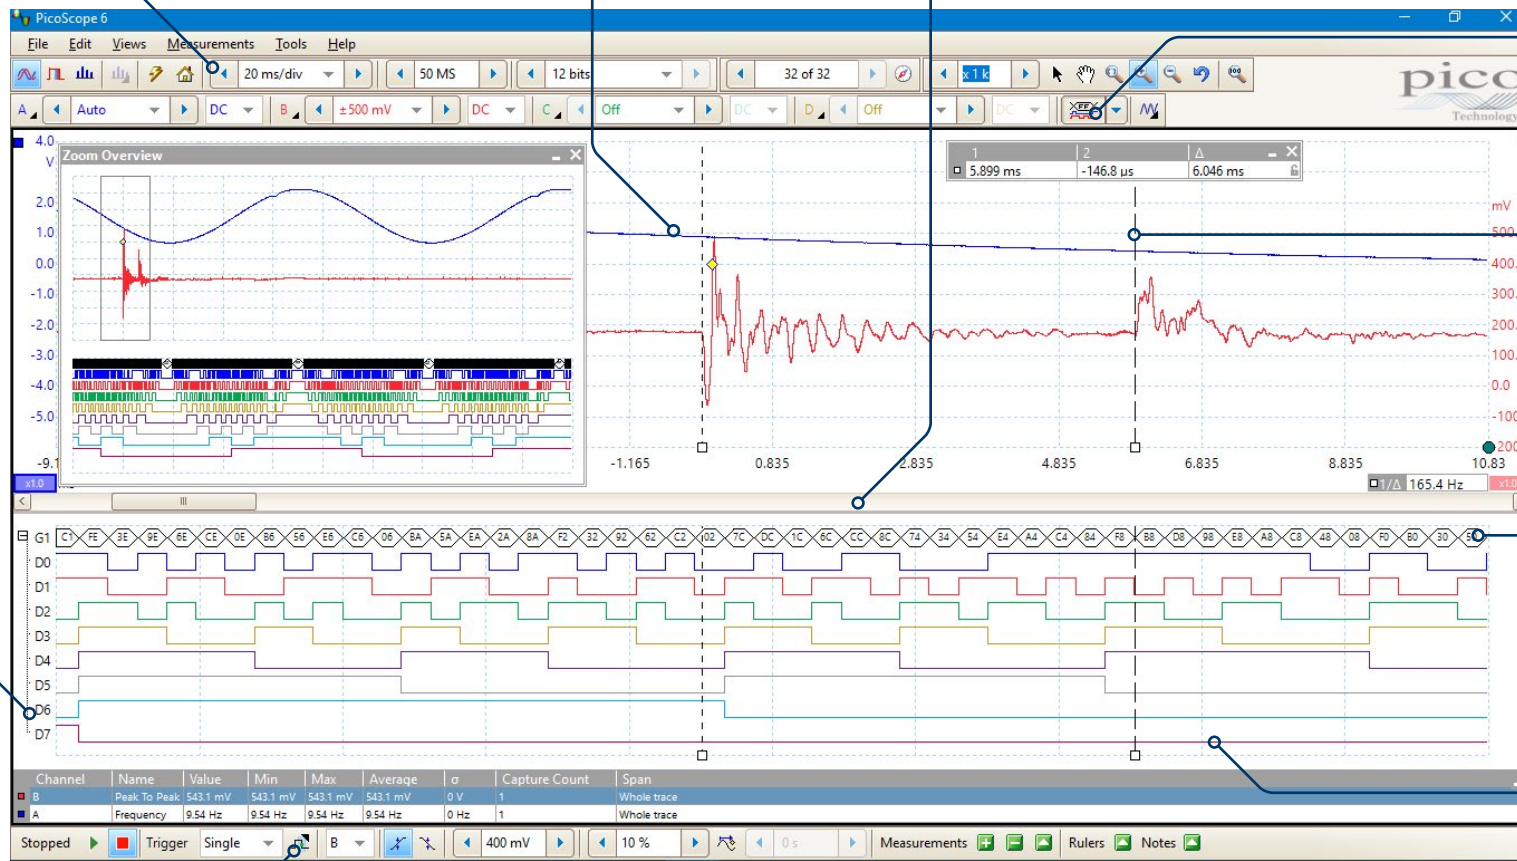 PicoScope 6
File Edit Views Measurements Tools Help
20 ms/div 50 MS 12 bits 32 of 32 x 1 k
pico
Technology
A Auto DC B ±500 mV DC C Off DC D Off DC
4.0
V
2.0
1.0
0.0
-1.0
-2.0
-3.0
-4.0
-5.0
Zoom Overview
1 2 Δ
5.899 ms -146.8 µs 6.046 ms
mV
500.
400.
300.
200.
100.
0.0
-100
200
-9.1 -1.165 0.835 2.835 4.835 6.835 8.835 10.83
x1.0 ms 1/Δ 165.4 Hz x1.0
G1 C1 FE 3E 9E 6E CE 0E B6 56 E6 C6 06 BA 5A EA 2A 8A F2 32 92 62 C2 02 7C DC 1C 6C CC 8C 74 34 54 E4 A4 C4 84 F8 B8 D8 98 E8 A8 C8 48 08 F0 B0 30
D0
D1
D2
D3
D4
D5
D6
D7
Channel Name Value Min Max Average σ Capture Count Span
B Peak To Peak 543.1 mV 543.1 mV 543.1 mV 543.1 mV 0 V 1 Whole trace
A Frequency 9.54 Hz 9.54 Hz 9.54 Hz 9.54 Hz 0 Hz 1 Whole trace
Stopped Trigger Single B 400 mV 10 % 0 s Measurements Rulers Notes